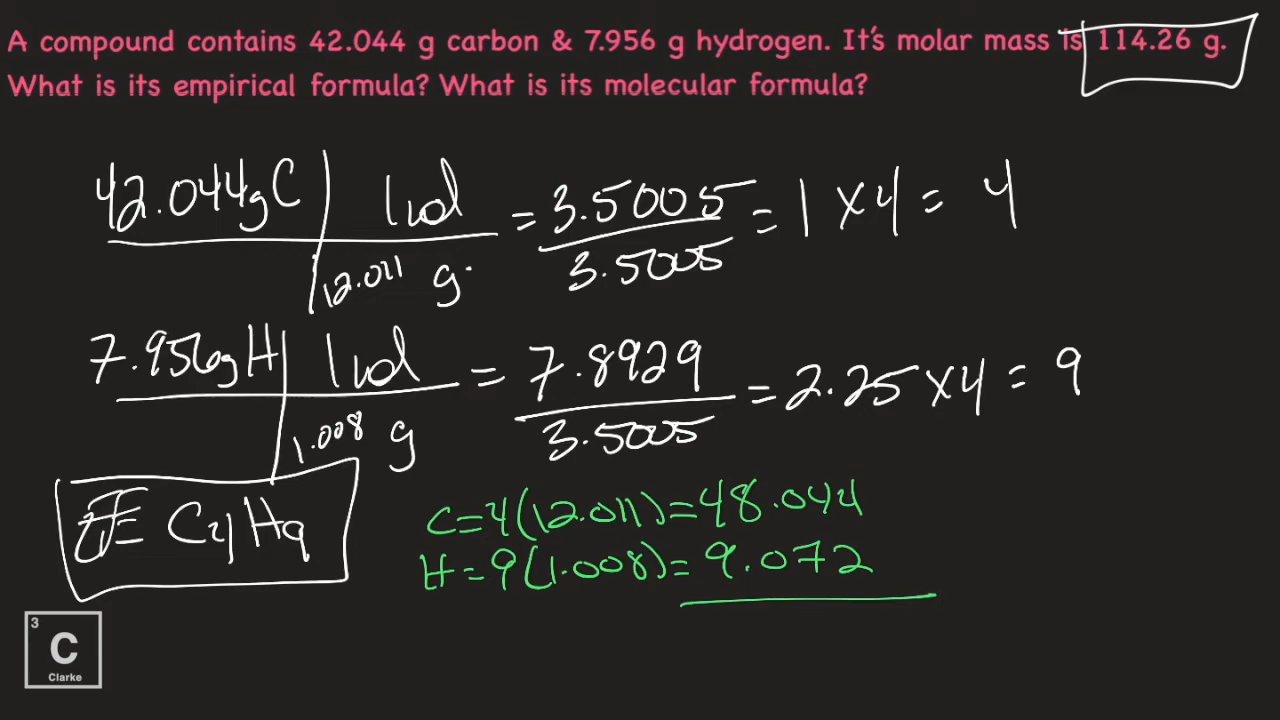 A compound contains 42.044 g carbon & 7.956 g hydrogen. It's molar mass is 114.26 g.
What is its empirical formula? What is its molecular formula?
42.044gC | 1 mol = 3.5005 = 1 x 4 = 4
12.011 g 3.5005
7.956gH | 1 mol = 7.8929 = 2.25 x 4 = 9
1.008 g 3.5005
EF= C4H9
C=4(12.011)=48.044
H=9(1.008)=9.072
3
C
Clarke